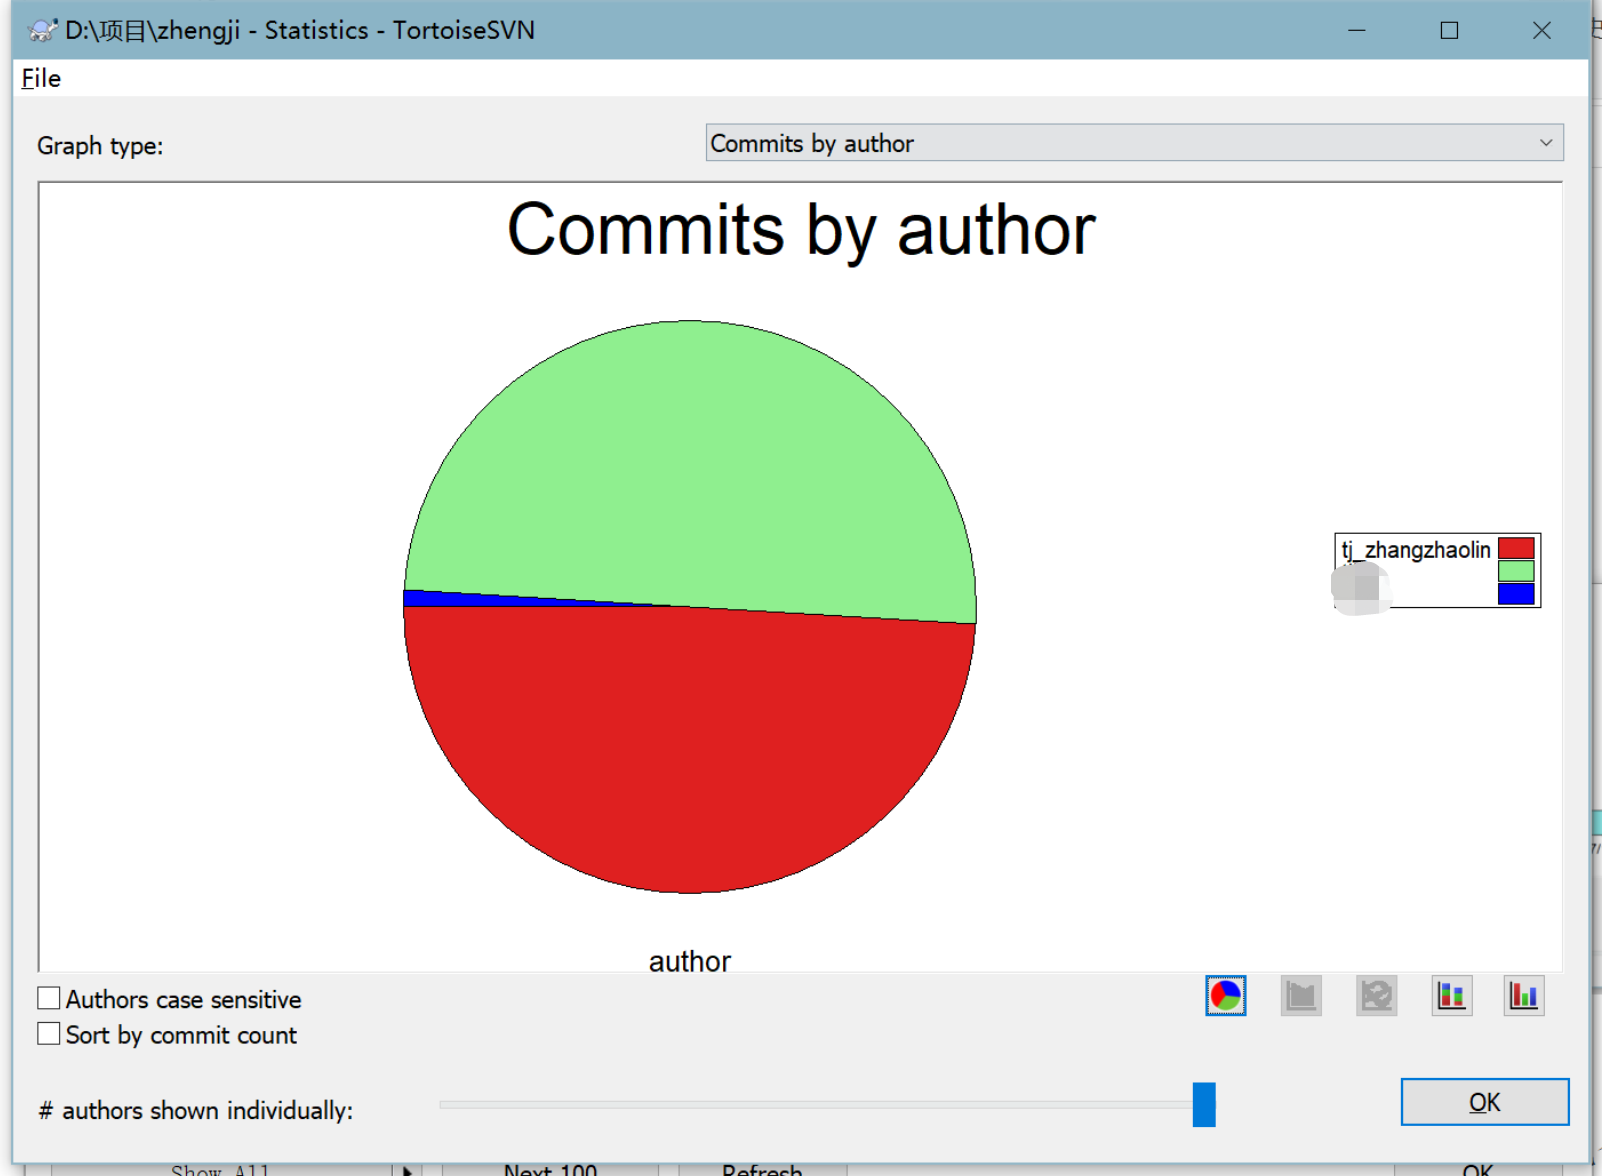 D:\项目\zhengji - Statistics - TortoiseSVN
File
Graph type:
Commits by author
Commits by author
tj_zhangzhaolin
author
Authors case sensitive
Sort by commit count
# authors shown individually:
OK
Show All
Next 100
Refresh
OK